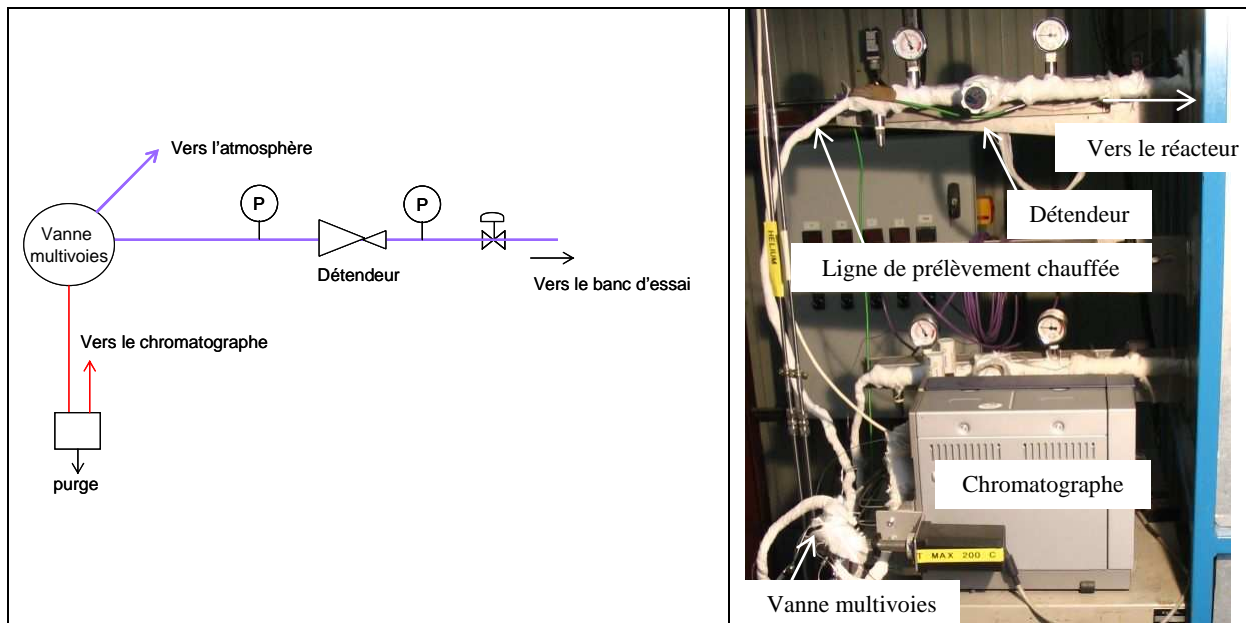 Vers l'atmosphère
P
P
Vanne
multivoies
Détendeur
Vers le banc d'essai
Vers le chromatographe
purge
Vers le réacteur
Détendeur
HELIUM
Ligne de prélèvement chauffée
Chromatographe
T MAX 200 C
Vanne multivoies